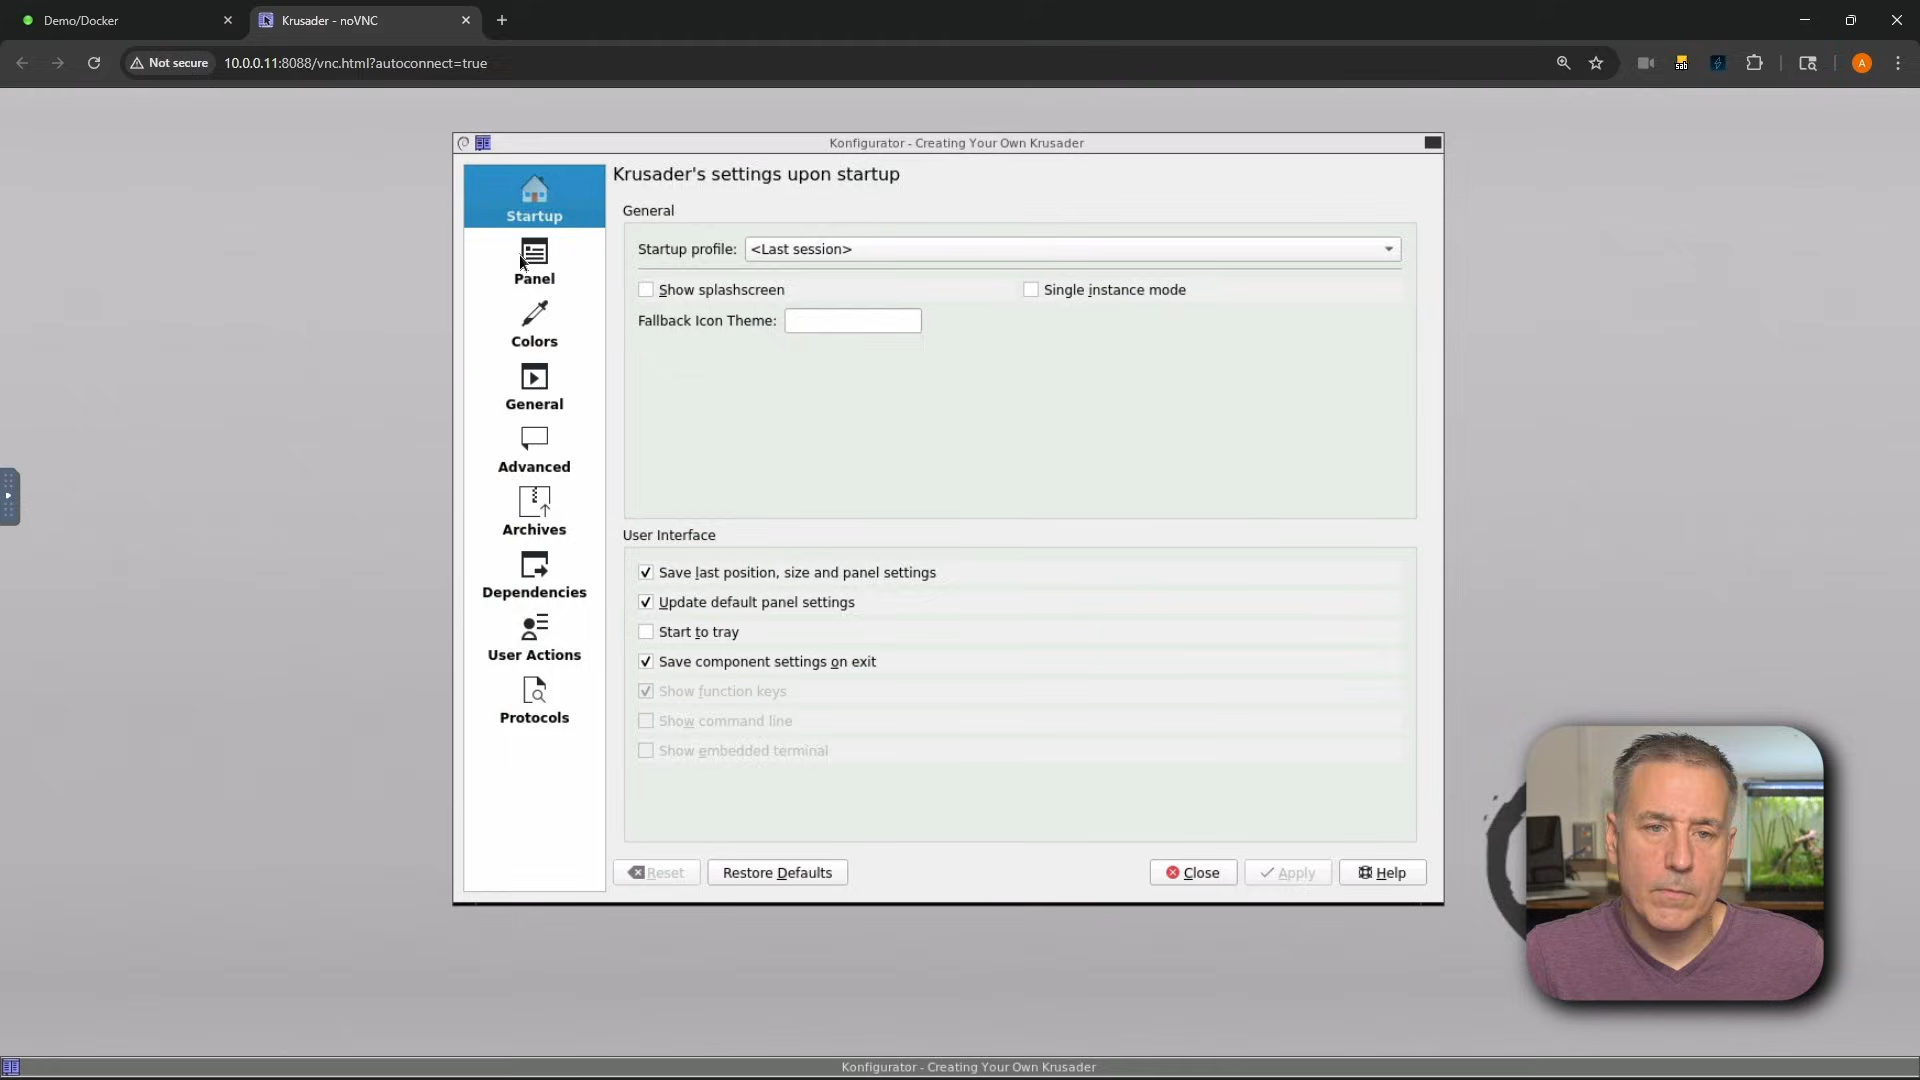 Demo/Docker
Krusader - noVNC
Not secure
10.0.0.11:8088/vnc.html?autoconnect=true
sab
A
Konfigurator - Creating Your Own Krusader
Startup
Panel
Colors
General
Advanced
Archives
Dependencies
User Actions
Protocols
Krusader's settings upon startup
General
Startup profile: <Last session>
Show splashscreen
Single instance mode
Fallback Icon Theme:
User Interface
Save last position, size and panel settings
Update default panel settings
Start to tray
Save component settings on exit
Show function keys
Show command line
Show embedded terminal
Reset
Restore Defaults
Close
Apply
Help
Konfigurator - Creating Your Own Krusader